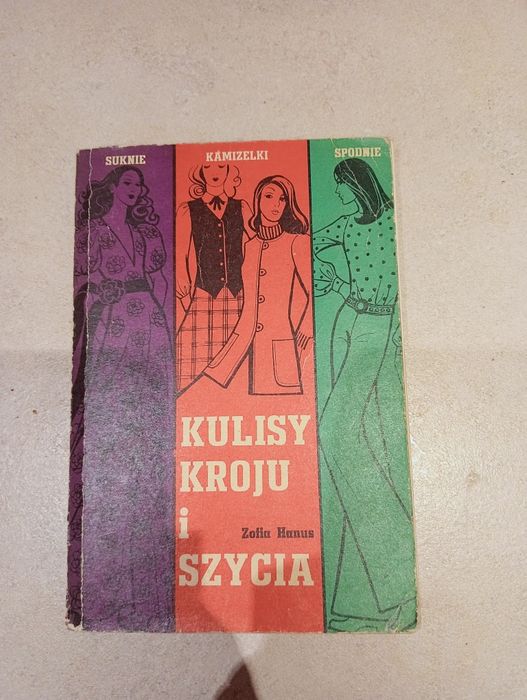 SUKNIE KAMIZELKI SPODNIE
KULISY
KROJU
i
Zofia Hanus
SZYCIA